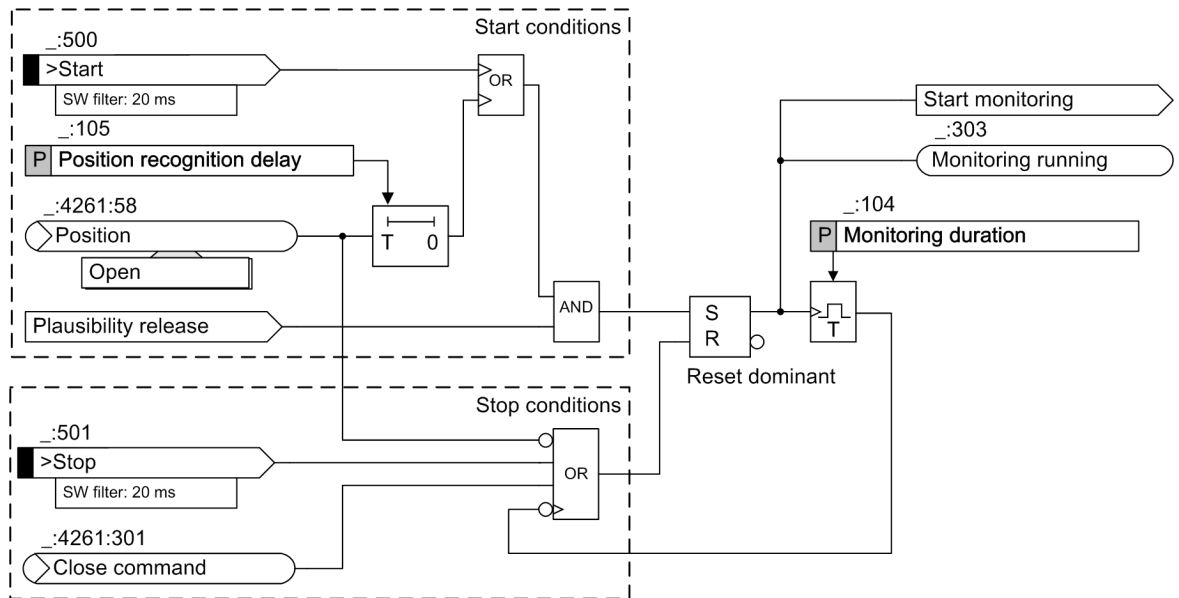 Start conditions
_:500
>Start
SW filter: 20 ms
OR
_:105
P Position recognition delay
_:4261:58
Position
Open
T 0
Plausibility release
AND
S
R
Reset dominant
Start monitoring
_:303
Monitoring running
_:104
P Monitoring duration
T
Stop conditions
_:501
>Stop
SW filter: 20 ms
OR
_:4261:301
Close command